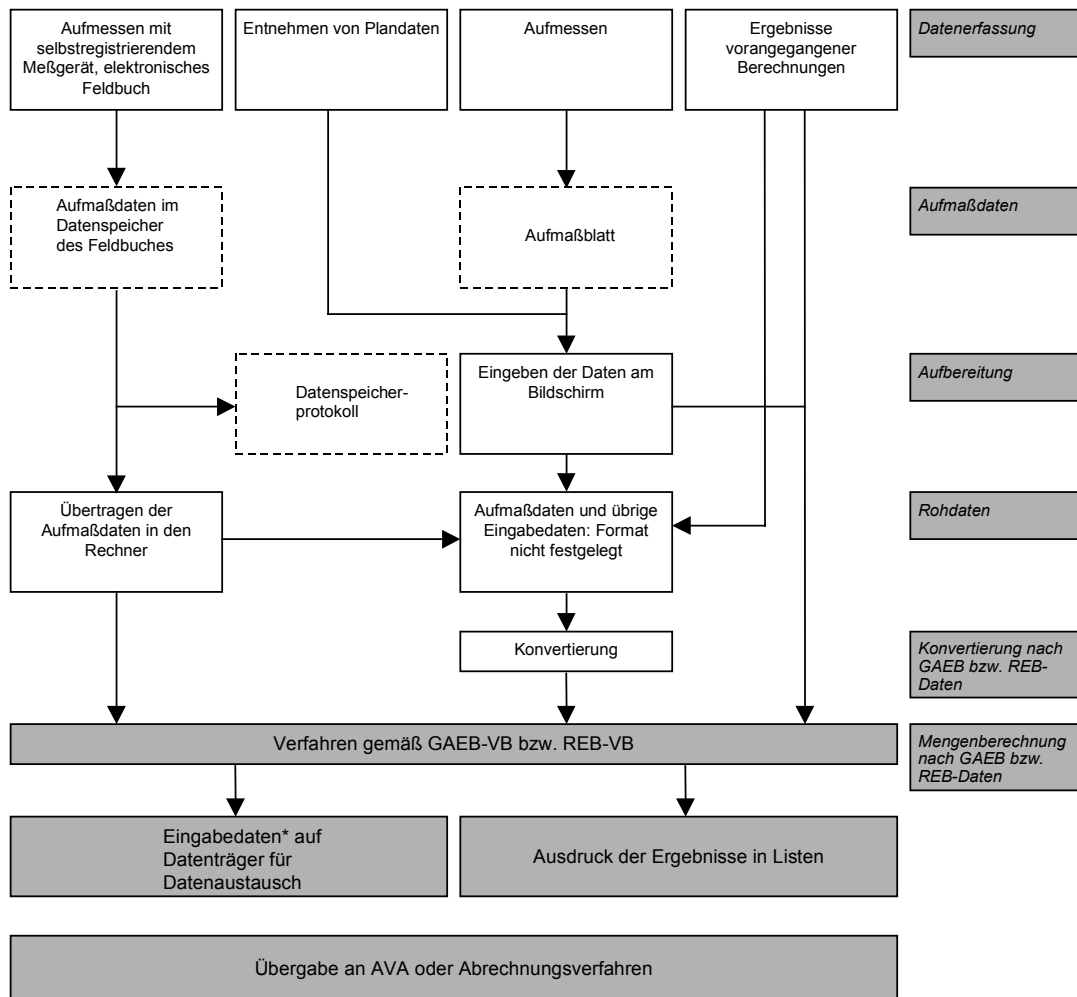 Aufmessen mit
selbstregistrierendem
Meßgerät, elektronisches
Feldbuch
Entnehmen von Plandaten
Aufmessen
Ergebnisse
vorangegangener
Berechnungen
Datenerfassung
Aufmaßdaten im
Datenspeicher
des Feldbuches
Aufmaßblatt
Aufmaßdaten
Datenspeicher-
protokoll
Eingeben der Daten am
Bildschirm
Aufbereitung
Übertragen der
Aufmaßdaten in den
Rechner
Aufmaßdaten und übrige
Eingabedaten: Format
nicht festgelegt
Rohdaten
Konvertierung
Konvertierung nach
GAEB bzw. REB-
Daten
Verfahren gemäß GAEB-VB bzw. REB-VB
Mengenberechnung
nach GAEB bzw.
REB-Daten
Eingabedaten* auf
Datenträger für
Datenaustausch
Ausdruck der Ergebnisse in Listen
Übergabe an AVA oder Abrechnungsverfahren